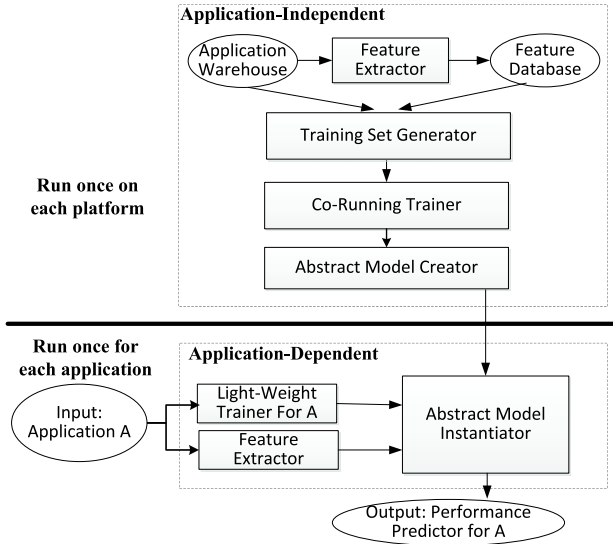 Application-Independent
Application
Warehouse
Feature
Extractor
Feature
Database
Training Set Generator
Run once on
each platform
Co-Running Trainer
Abstract Model Creator
Run once for
each application
Application-Dependent
Input:
Application A
Light-Weight
Trainer For A
Feature
Extractor
Abstract Model
Instantiator
Output: Performance
Predictor for A